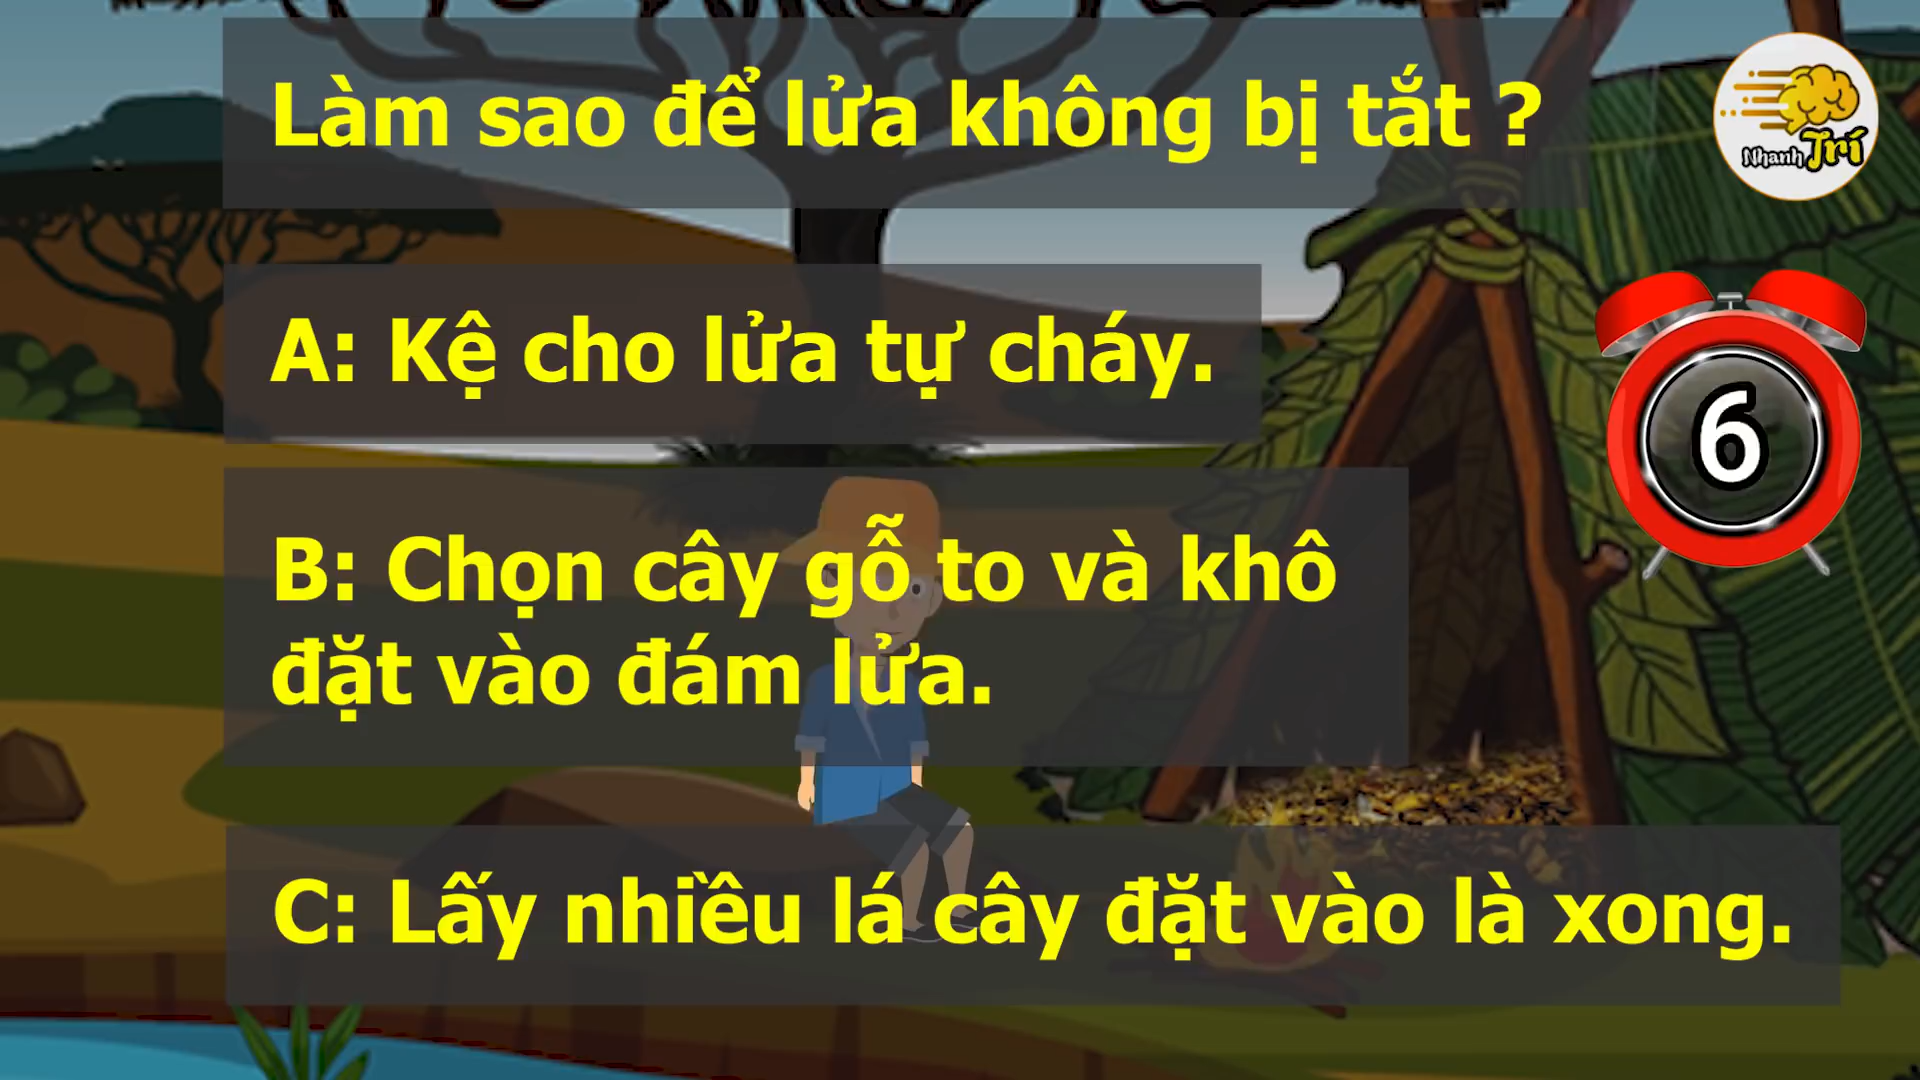 Làm sao để lửa không bị tắt ?
Nhanh
Trí
A: Kệ cho lửa tự cháy.
6
B: Chọn cây gỗ to và khô
đặt vào đám lửa.
C: Lấy nhiều lá cây đặt vào là xong.